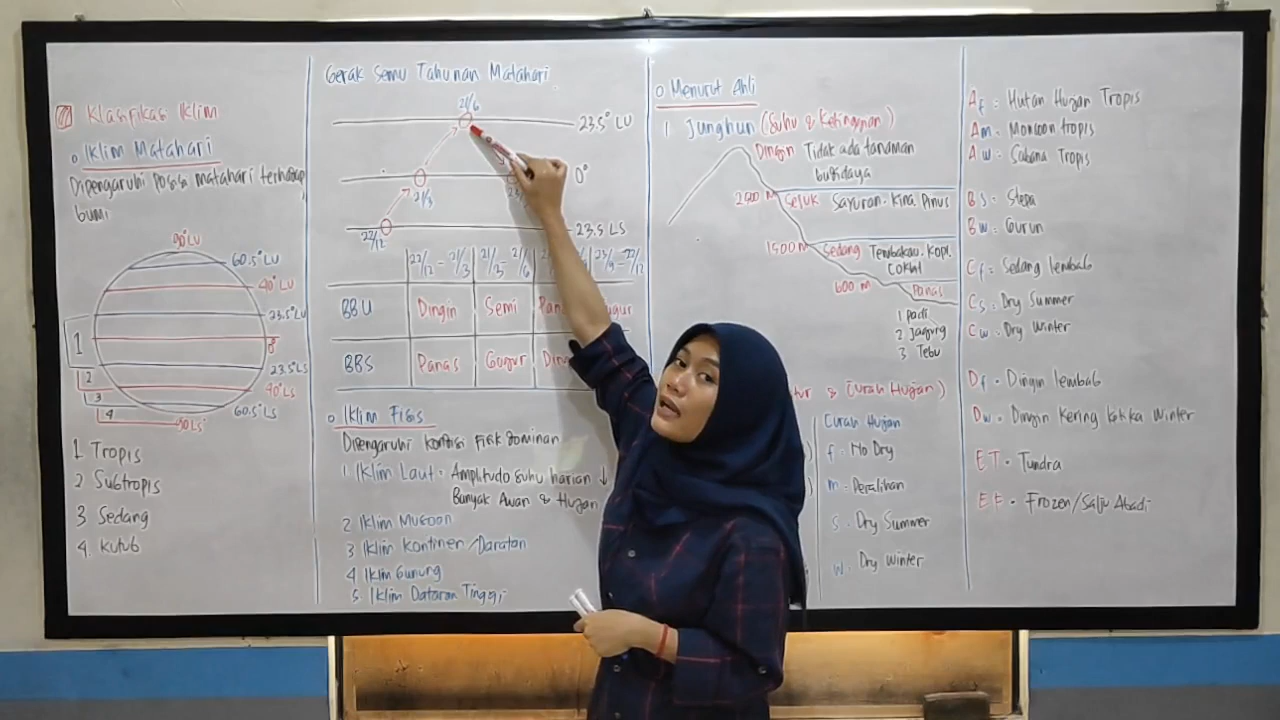 Klasifikasi Iklim
o Iklim Matahari
Dipengaruhi posisi matahari terhadap
bumi
90° LU
60.5° LU
40° LU
23.5° LU
0°
23.5° LS
40° LS
60.5° LS
90° LS
1
2
3
4
1 Tropis
2 Subtropis
3 Sedang
4. Kutub
Gerak Semu Tahunan Matahari
21/6
23.5° LU
21/3
0°
22/12
23.5 LS
22/12 - 21/3
21/3 - 21/6
23/9 - 22/12
BBU Dingin Semi
BBS Panas Gugur
o Iklim Fisis
Dipengaruhi kondisi fisik dominan
1 Iklim Laut = Amplitudo suhu harian ↓
Banyak Awan & Hujan
2 Iklim Muson
3 Iklim Kontinen / Daratan
4 Iklim Gunung
5. Iklim Dataran Tinggi
o Menurut Ahli
1. Junghun (Suhu & Ketinggian)
Dingin Tidak ada tanaman
budidaya
2500 M Sejuk Sayuran. Kina Pinus
1500 M Sedang Tembakau. Kopi.
Coklat
600 M Panas
1 padi
2 Jagung
3 Tebu
& Curah Hujan)
Curah Hujan
f = No Dry
m = Peralihan
s = Dry Summer
w = Dry Winter
Af = Hutan Hujan Tropis
Am = Monsoon tropis
Aw = Sabana Tropis
Bs = Stepa
Bw = Gurun
Cf = Sedang lembab
Cs = Dry Summer
Cw = Dry Winter
Df = Dingin lembab
Dw = Dingin Kering ketika Winter
ET = Tundra
EF = Frozen/Salju Abadi